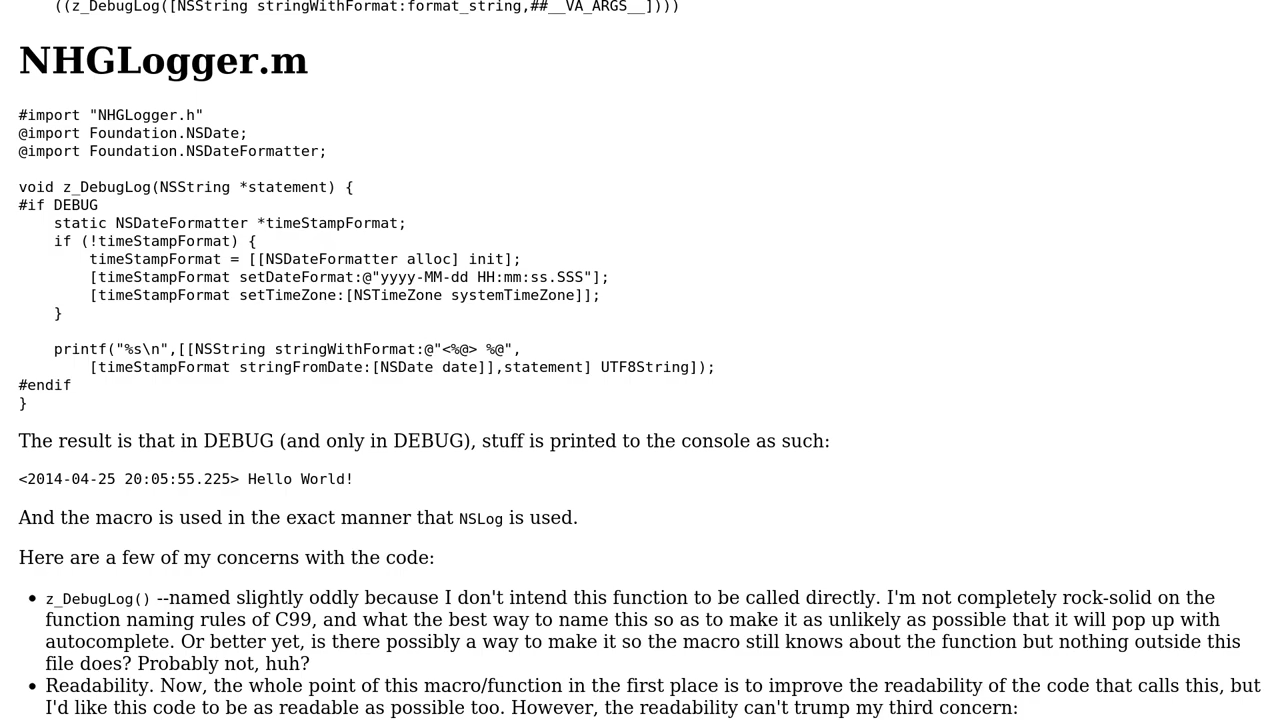 ((z_DebugLog([NSString stringWithFormat:format_string,##__VA_ARGS__])))
NHGLogger.m
#import "NHGLogger.h"
@import Foundation.NSDate;
@import Foundation.NSDateFormatter;
void z_DebugLog(NSString *statement) {
#if DEBUG
    static NSDateFormatter *timeStampFormat;
    if (!timeStampFormat) {
        timeStampFormat = [[NSDateFormatter alloc] init];
        [timeStampFormat setDateFormat:@"yyyy-MM-dd HH:mm:ss.SSS"];
        [timeStampFormat setTimeZone:[NSTimeZone systemTimeZone]];
    }
    printf("%s\n",[[NSString stringWithFormat:@"<%@> %@",
        [timeStampFormat stringFromDate:[NSDate date]],statement] UTF8String]);
#endif
}
The result is that in DEBUG (and only in DEBUG), stuff is printed to the console as such:
<2014-04-25 20:05:55.225> Hello World!
And the macro is used in the exact manner that NSLog is used.
Here are a few of my concerns with the code:
• z_DebugLog() --named slightly oddly because I don't intend this function to be called directly. I'm not completely rock-solid on the
function naming rules of C99, and what the best way to name this so as to make it as unlikely as possible that it will pop up with
autocomplete. Or better yet, is there possibly a way to make it so the macro still knows about the function but nothing outside this
file does? Probably not, huh?
• Readability. Now, the whole point of this macro/function in the first place is to improve the readability of the code that calls this, but
I'd like this code to be as readable as possible too. However, the readability can't trump my third concern: